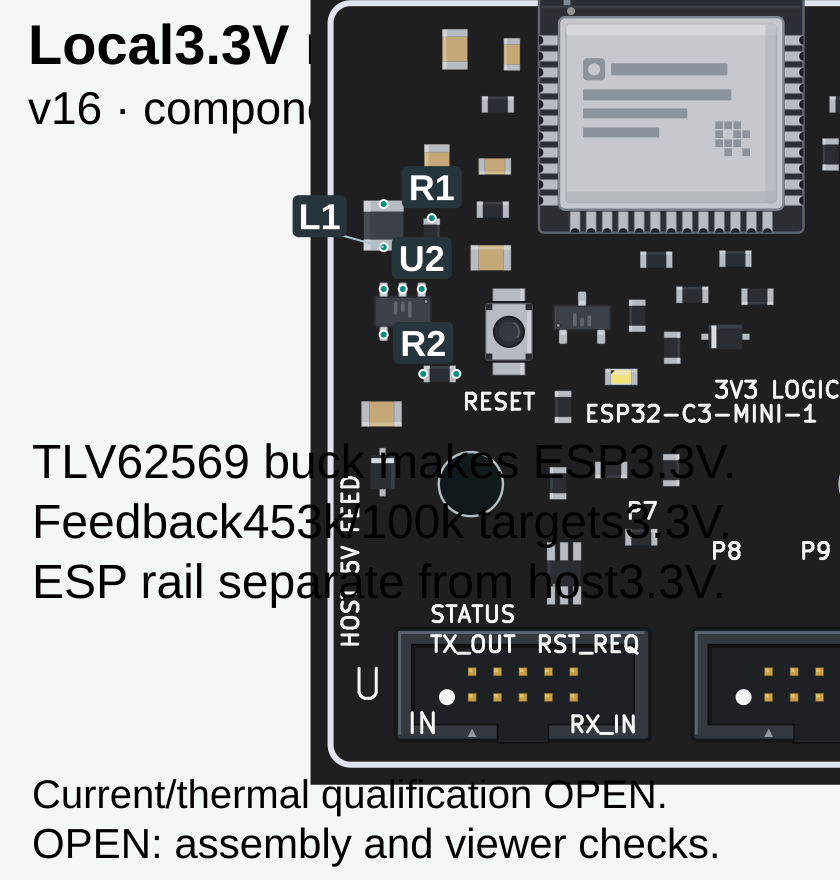 Local3.3V
v16 · compone
R1
L1
U2
R2
RESET
3V3 LOGIC
ESP32-C3-MINI-1
TLV62569 buck makes ESP3.3V.
Feedback453k/100k targets3.3V.
ESP rail separate from host3.3V.
HOST 5V FEED
P7
P8
P9
STATUS
TX_OUT
RST_REQ
IN
RX_IN
Current/thermal qualification OPEN.
OPEN: assembly and viewer checks.